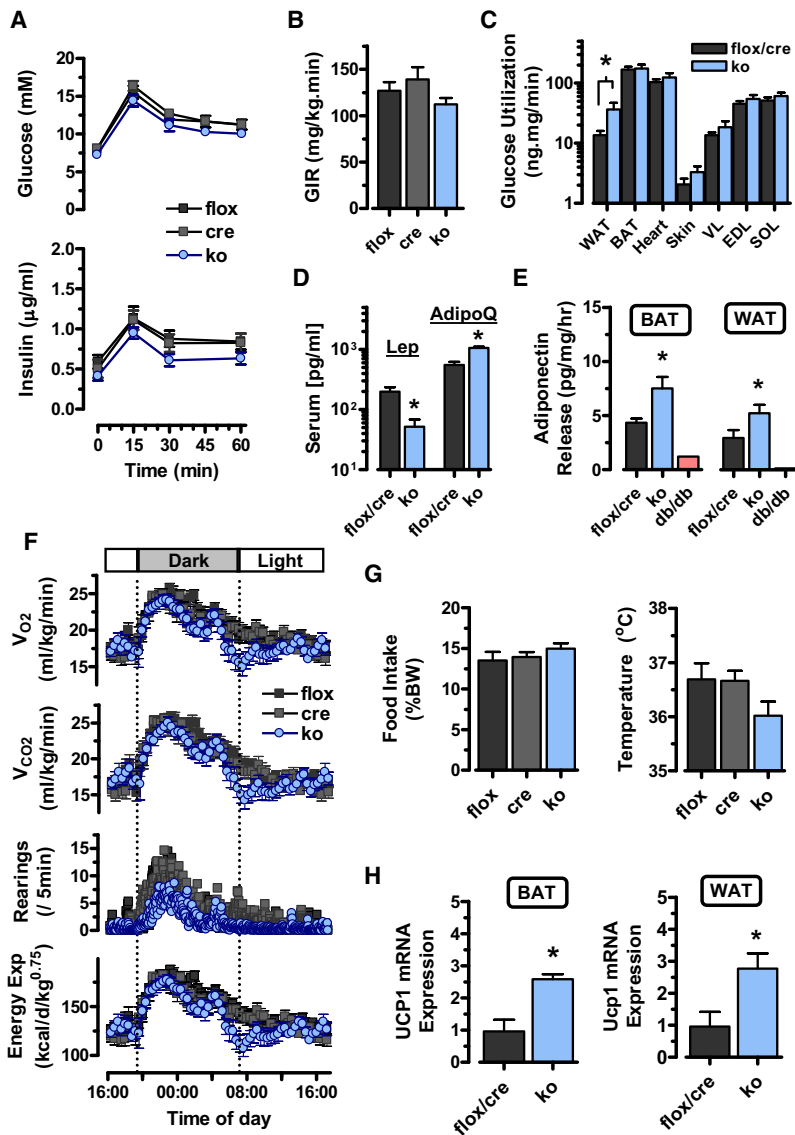 A
Glucose (mM)
20
15
10
5
0
flox
cre
ko
Insulin (μg/ml)
2.0
1.5
1.0
0.5
0.0
0 15 30 45 60
Time (min)
B
GIR (mg/kg.min)
150
125
100
75
50
25
0
flox cre ko
C
Glucose Utilization
(ng.mg/min)
100
10
1
flox/cre
ko
*
WAT BAT Heart Skin VL EDL SOL
D
Serum [pg/ml]
10⁴
10³
10²
10¹
Lep
AdipoQ
*
*
flox/cre ko flox/cre ko
E
Adiponectin
Release (pg/mg/hr)
15
10
5
0
BAT
WAT
*
*
flox/cre ko db/db flox/cre ko db/db
F
Dark
Light
V O2
(ml/kg/min)
25
20
15
flox
cre
ko
V CO2
(ml/kg/min)
25
20
15
Rearings
(/ 5min)
15
10
5
0
Energy Exp
(kcal/d/kg^0.75)
150
125
100
16:00 00:00 08:00 16:00
Time of day
G
Food Intake
(%BW)
20
15
10
5
0
flox cre ko
Temperature (°C)
38
37
36
35
flox cre ko
H
BAT
UCP1 mRNA
Expression
5
4
3
2
1
0
*
flox/cre ko
WAT
Ucp1 mRNA
Expression
5
4
3
2
1
0
*
flox/cre ko